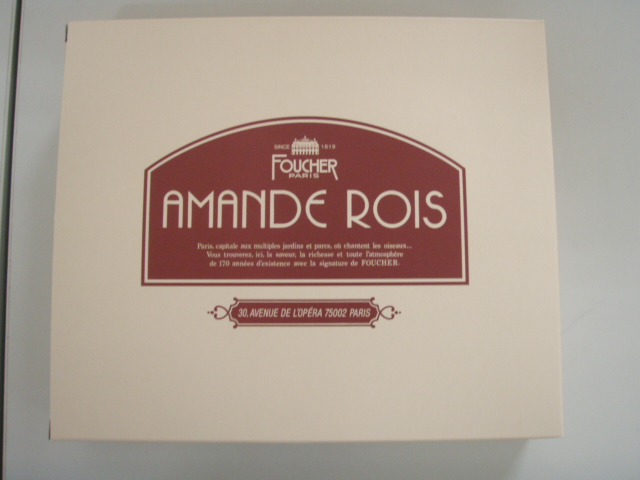 SINCE 1819
FOUCHER
PARIS
AMANDE ROIS
Paris, capitale aux multiples jardins et parcs, où chantent les oiseaux...
Vous trouverez, ici, la saveur, la richesse et toute l'atmosphère
de 170 années d'existence avec la signature de FOUCHER.
30, AVENUE DE L'OPÉRA 75002 PARIS